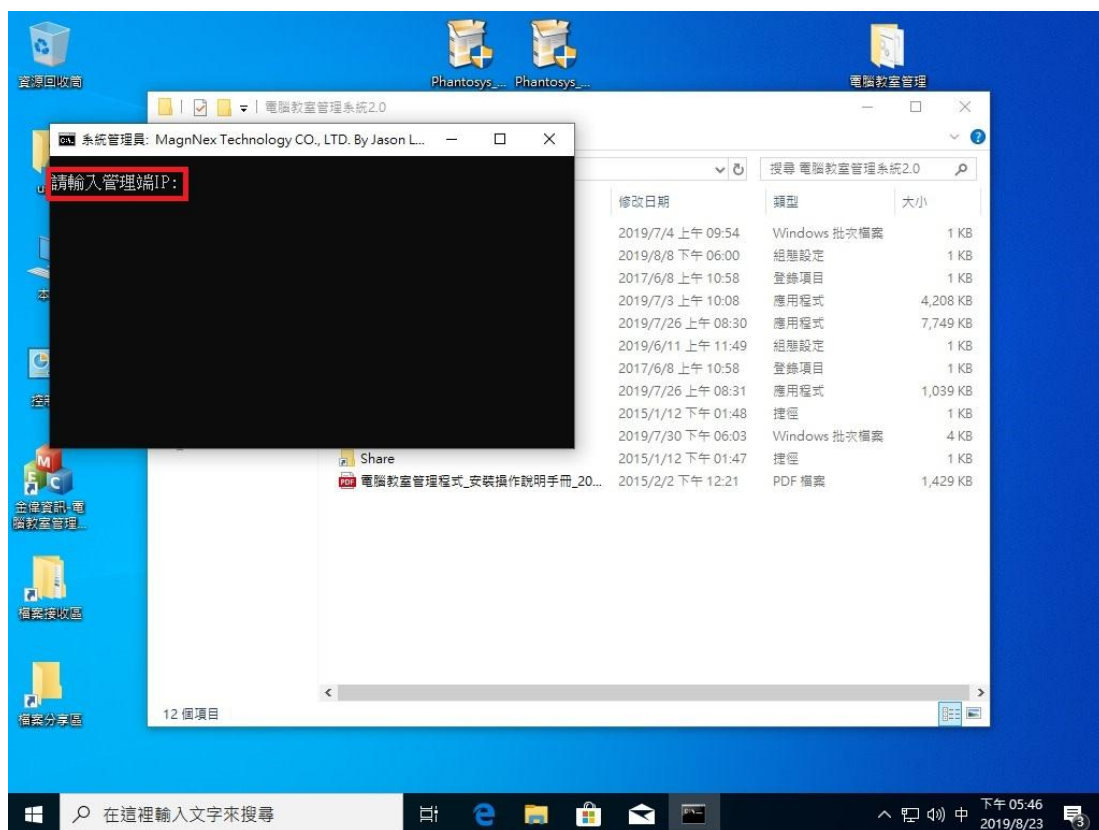 資源回收筒
Phantosys_...
Phantosys_...
電腦教室管理
電腦教室管理系統2.0
系統管理員: MagnNex Technology CO., LTD. By Jason L...
請輸入管理端IP:
搜尋 電腦教室管理系統2.0
修改日期 類型 大小
2019/7/4 上午 09:54 Windows 批次檔案 1 KB
2019/8/8 下午 06:00 組態設定 1 KB
2017/6/8 上午 10:58 登錄項目 1 KB
2019/7/3 上午 10:08 應用程式 4,208 KB
2019/7/26 上午 08:30 應用程式 7,749 KB
2019/6/11 上午 11:49 組態設定 1 KB
2017/6/8 上午 10:58 登錄項目 1 KB
2019/7/26 上午 08:31 應用程式 1,039 KB
2015/1/12 下午 01:48 捷徑 1 KB
2019/7/30 下午 06:03 Windows 批次檔案 4 KB
Share 2015/1/12 下午 01:47 捷徑 1 KB
電腦教室管理程式_安裝操作說明手冊_20... 2015/2/2 下午 12:21 PDF 檔案 1,429 KB
金偉資訊-電
腦教室管理...
檔案接收區
檔案分享區
12 個項目
在這裡輸入文字來搜尋
中
下午 05:46
2019/8/23
3